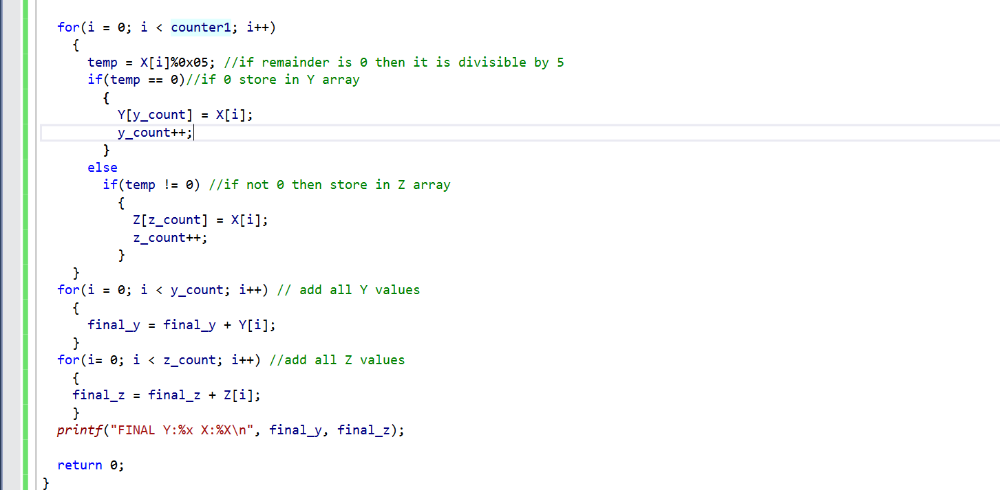 for(i = 0; i < counter1; i++)
{
temp = X[i]%0x05; //if remainder is 0 then it is divisible by 5
if(temp == 0)//if 0 store in Y array
{
Y[y_count] = X[i];
y_count++;
}
else
if(temp != 0) //if not 0 then store in Z array
{
Z[z_count] = X[i];
z_count++;
}
}
for(i = 0; i < y_count; i++) // add all Y values
{
final_y = final_y + Y[i];
}
for(i= 0; i < z_count; i++) //add all Z values
{
final_z = final_z + Z[i];
}
printf("FINAL Y:%x X:%X\n", final_y, final_z);
return 0;
}